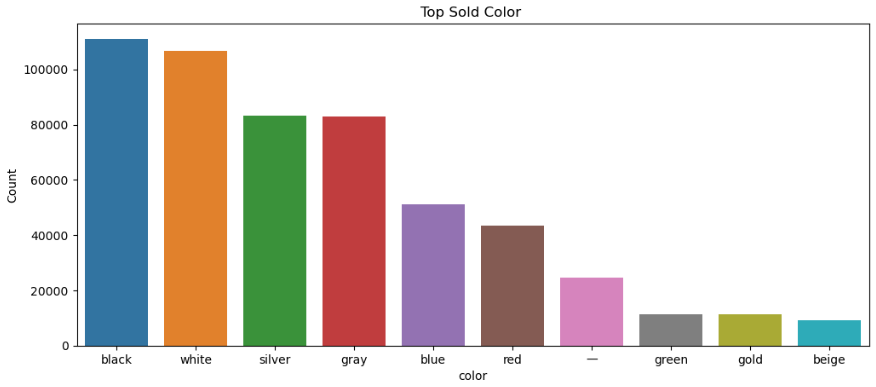 Top Sold Color
Count
100000
80000
60000
40000
20000
0
black white silver gray blue red — green gold beige
color